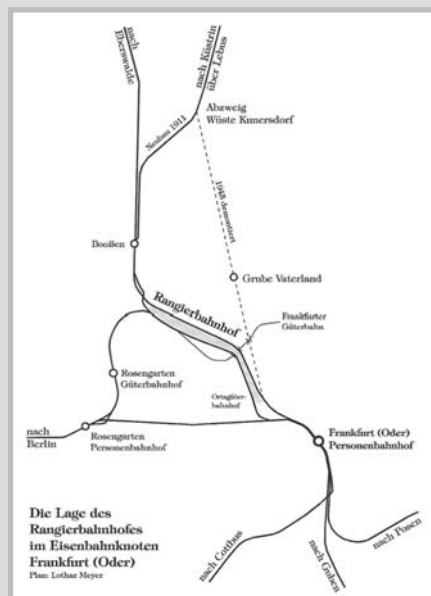 nach
Eberswalde
nach Küstrin
über Lebus
Abzweig
Wüste Kunersdorf
Neubau 1911
1945 demontiert
Booßen
Grube Vaterland
Rangierbahnhof
Frankfurter
Güterbahn
Rosengarten
Güterbahnhof
Ortsgüter-
bahnhof
nach
Berlin
Rosengarten
Personenbahnhof
Frankfurt (Oder)
Personenbahnhof
Die Lage des
Rangierbahnhofes
im Eisenbahnknoten
Frankfurt (Oder)
Plan: Lothar Meyer
nach Cottbus
nach Guben
nach Posen